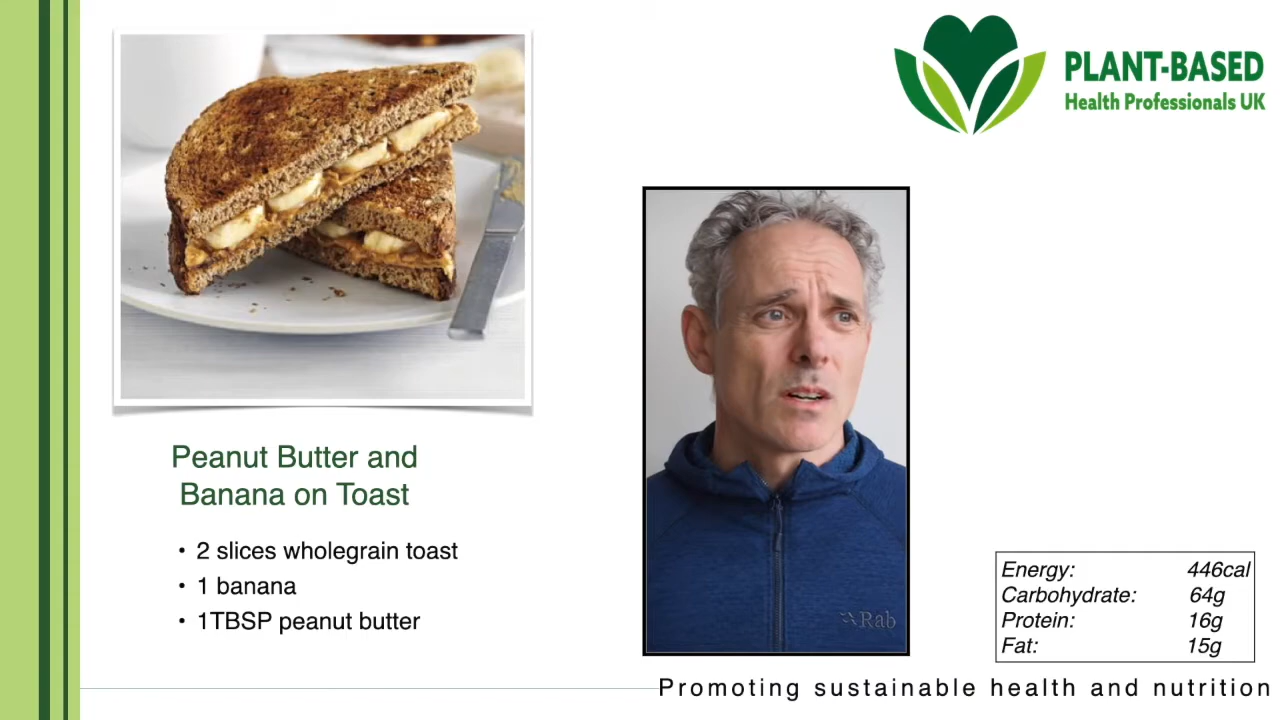 PLANT-BASED
Health Professionals UK
Peanut Butter and
Banana on Toast
• 2 slices wholegrain toast
• 1 banana
• 1TBSP peanut butter
Rab
Energy: 446cal
Carbohydrate: 64g
Protein: 16g
Fat: 15g
Promoting sustainable health and nutrition